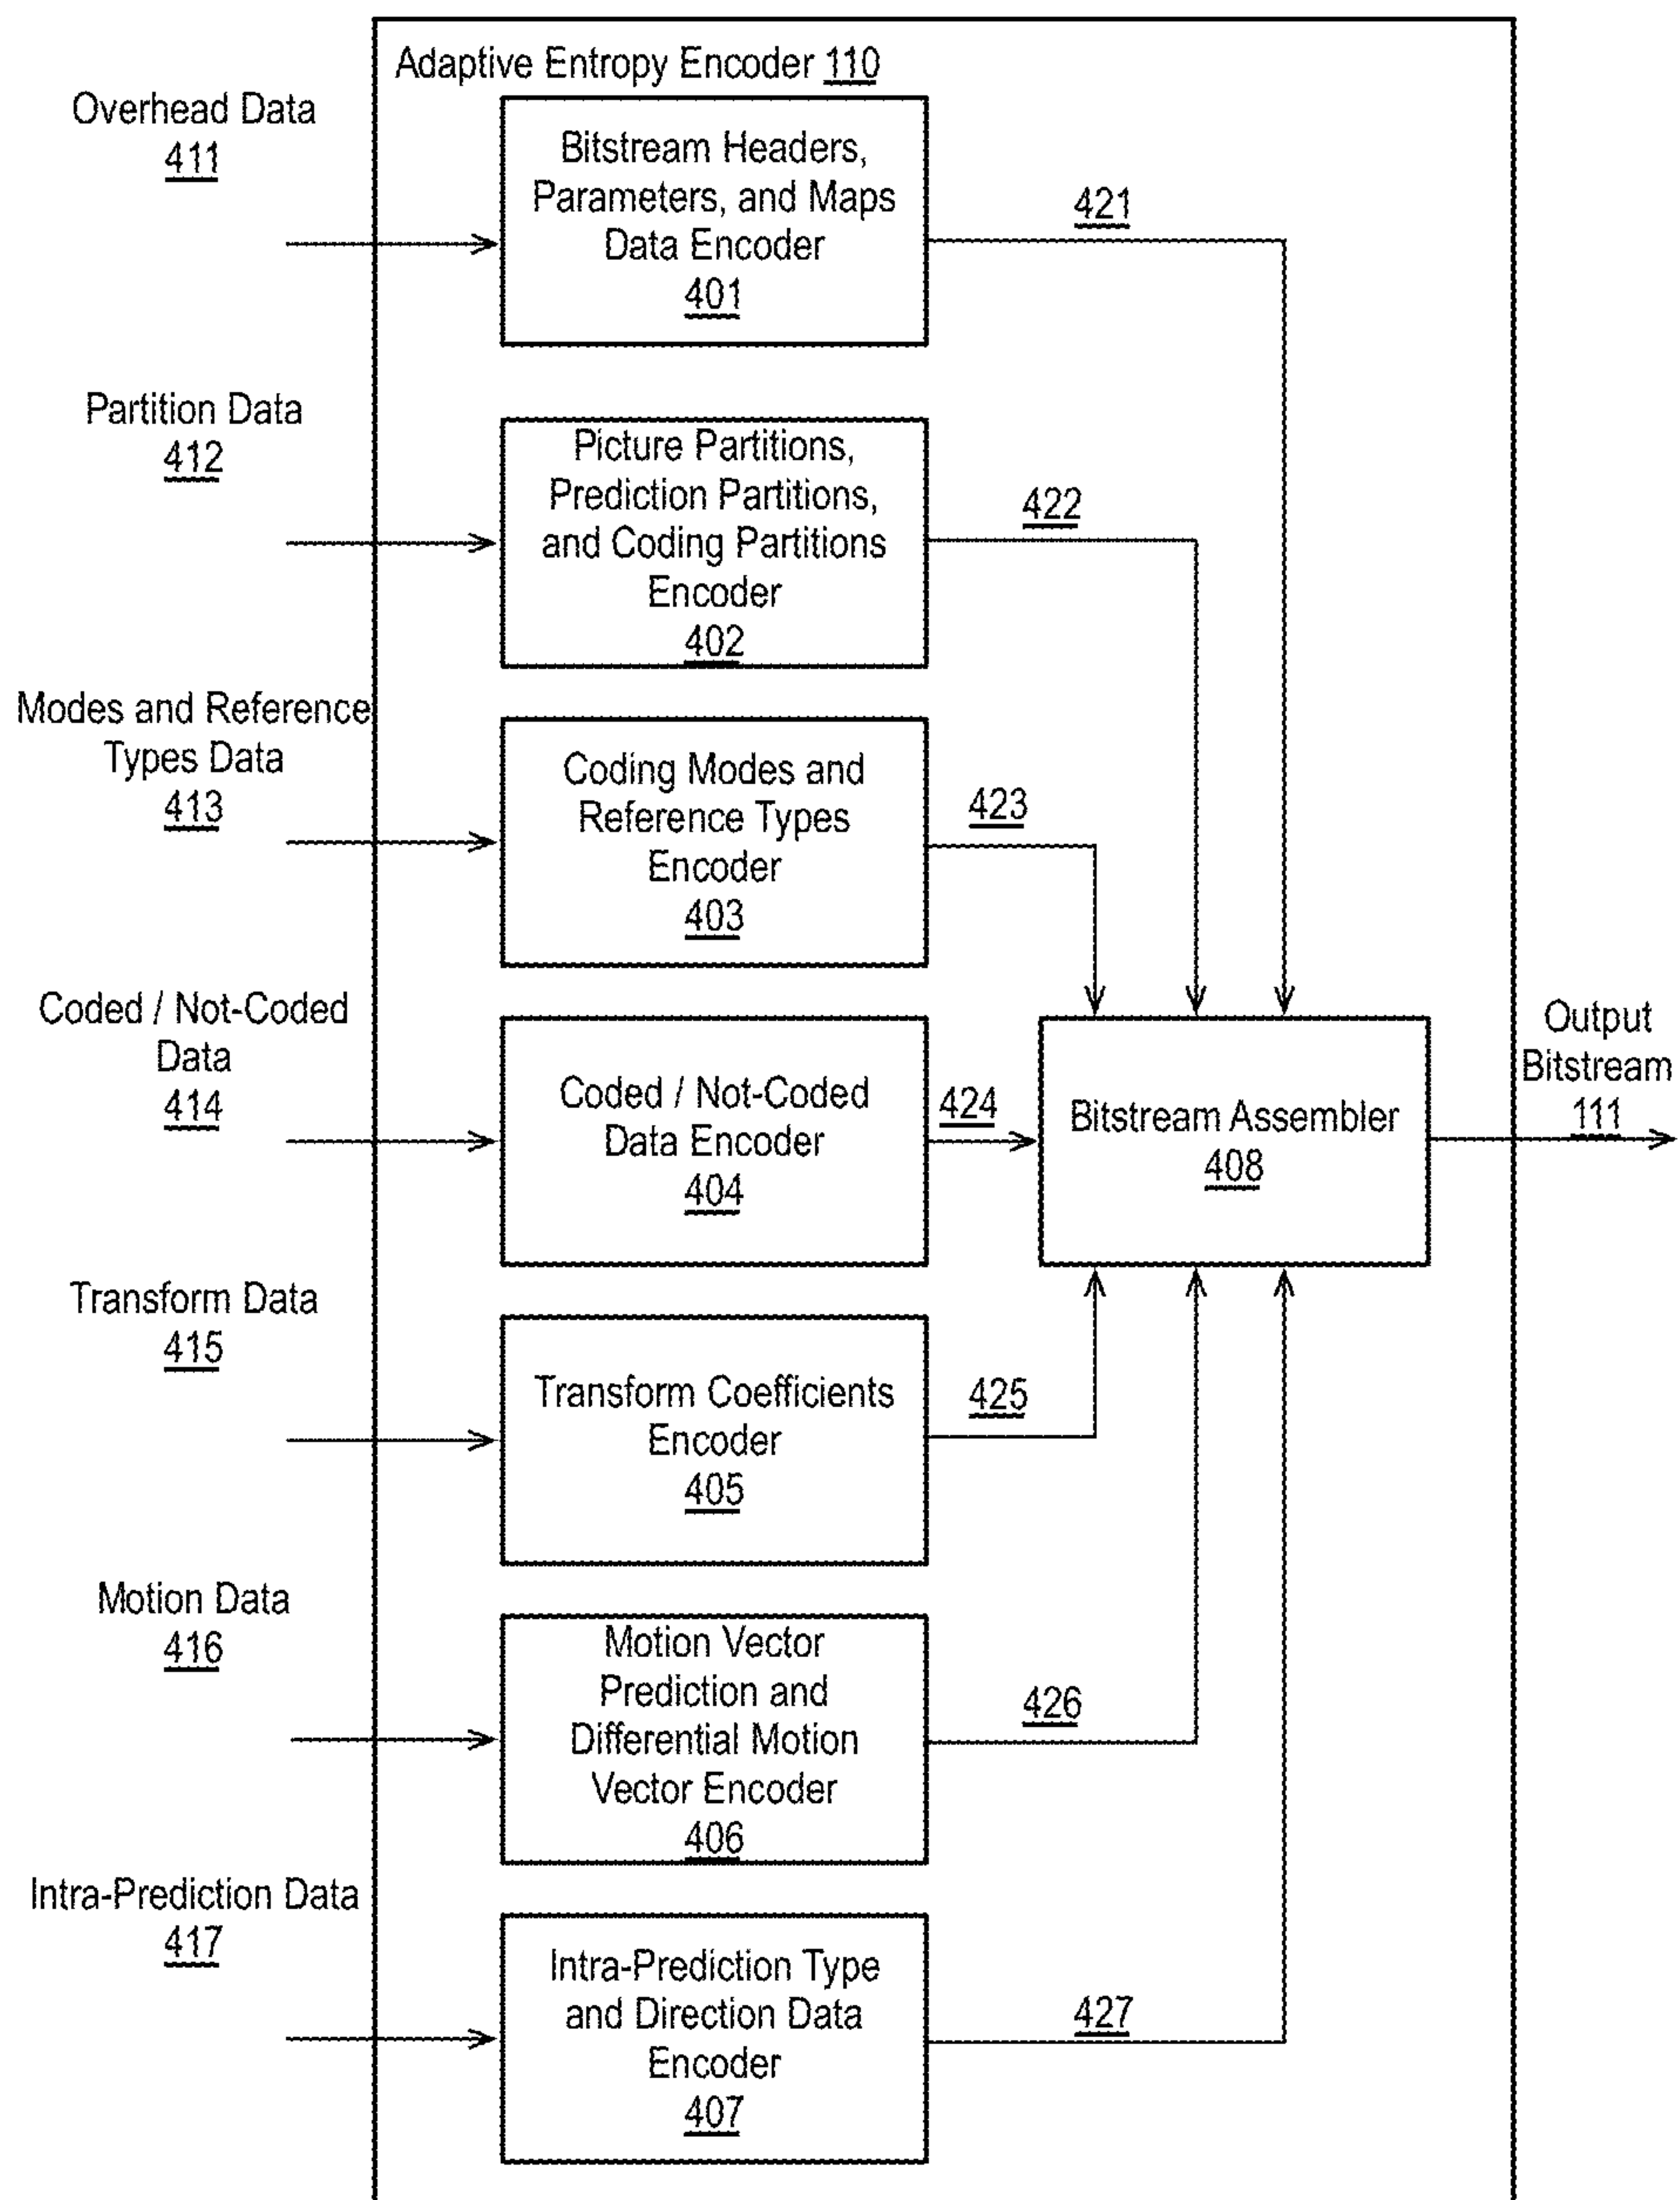 Adaptive Entropy Encoder 110
Overhead Data
411
Bitstream Headers,
Parameters, and Maps
Data Encoder
401
421
Partition Data
412
Picture Partitions,
Prediction Partitions,
and Coding Partitions
Encoder
402
422
Modes and Reference
Types Data
413
Coding Modes and
Reference Types
Encoder
403
423
Coded / Not-Coded
Data
414
Coded / Not-Coded
Data Encoder
404
424
Bitstream Assembler
408
Output
Bitstream
111
Transform Data
415
Transform Coefficients
Encoder
405
425
Motion Data
416
Motion Vector
Prediction and
Differential Motion
Vector Encoder
406
426
Intra-Prediction Data
417
Intra-Prediction Type
and Direction Data
Encoder
407
427